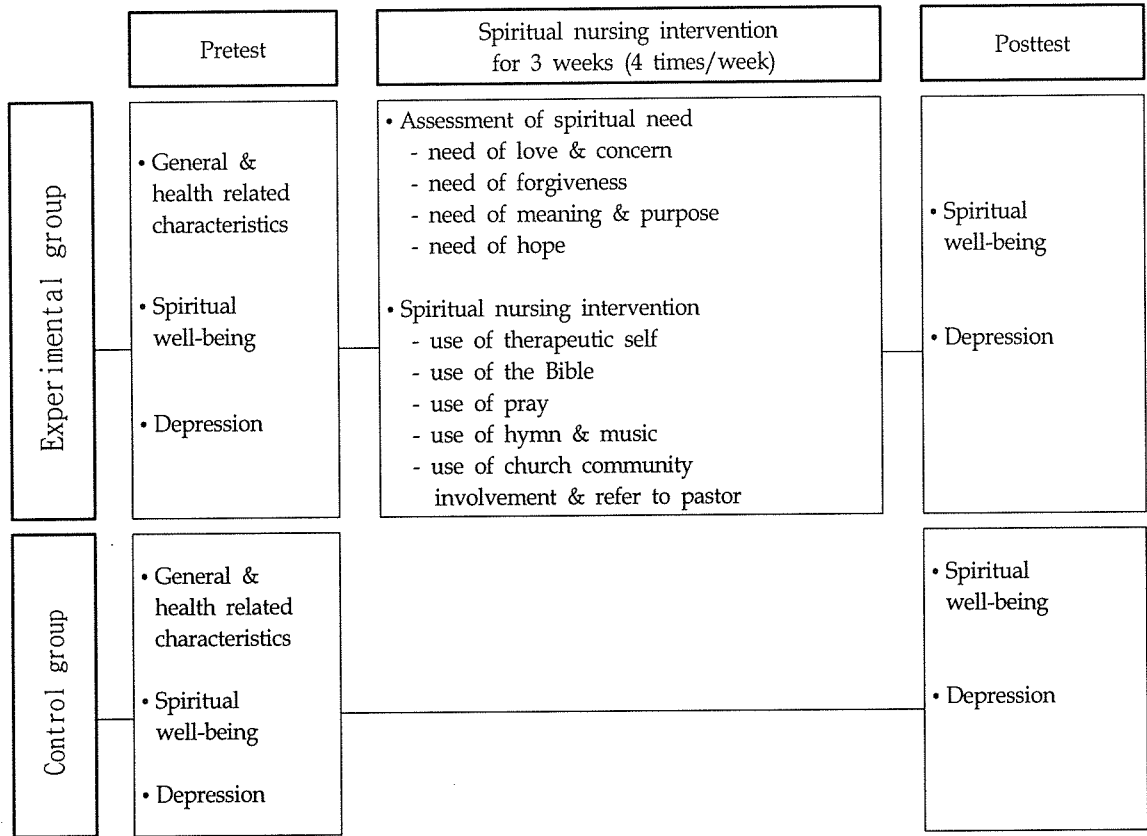 Pretest
Spiritual nursing intervention
for 3 weeks (4 times/week)
Posttest
Experimental group
• General &
health related
characteristics
• Spiritual
well-being
• Depression
• Assessment of spiritual need
- need of love & concern
- need of forgiveness
- need of meaning & purpose
- need of hope
• Spiritual nursing intervention
- use of therapeutic self
- use of the Bible
- use of pray
- use of hymn & music
- use of church community
involvement & refer to pastor
• Spiritual
well-being
• Depression
Control group
• General &
health related
characteristics
• Spiritual
well-being
• Depression
• Spiritual
well-being
• Depression